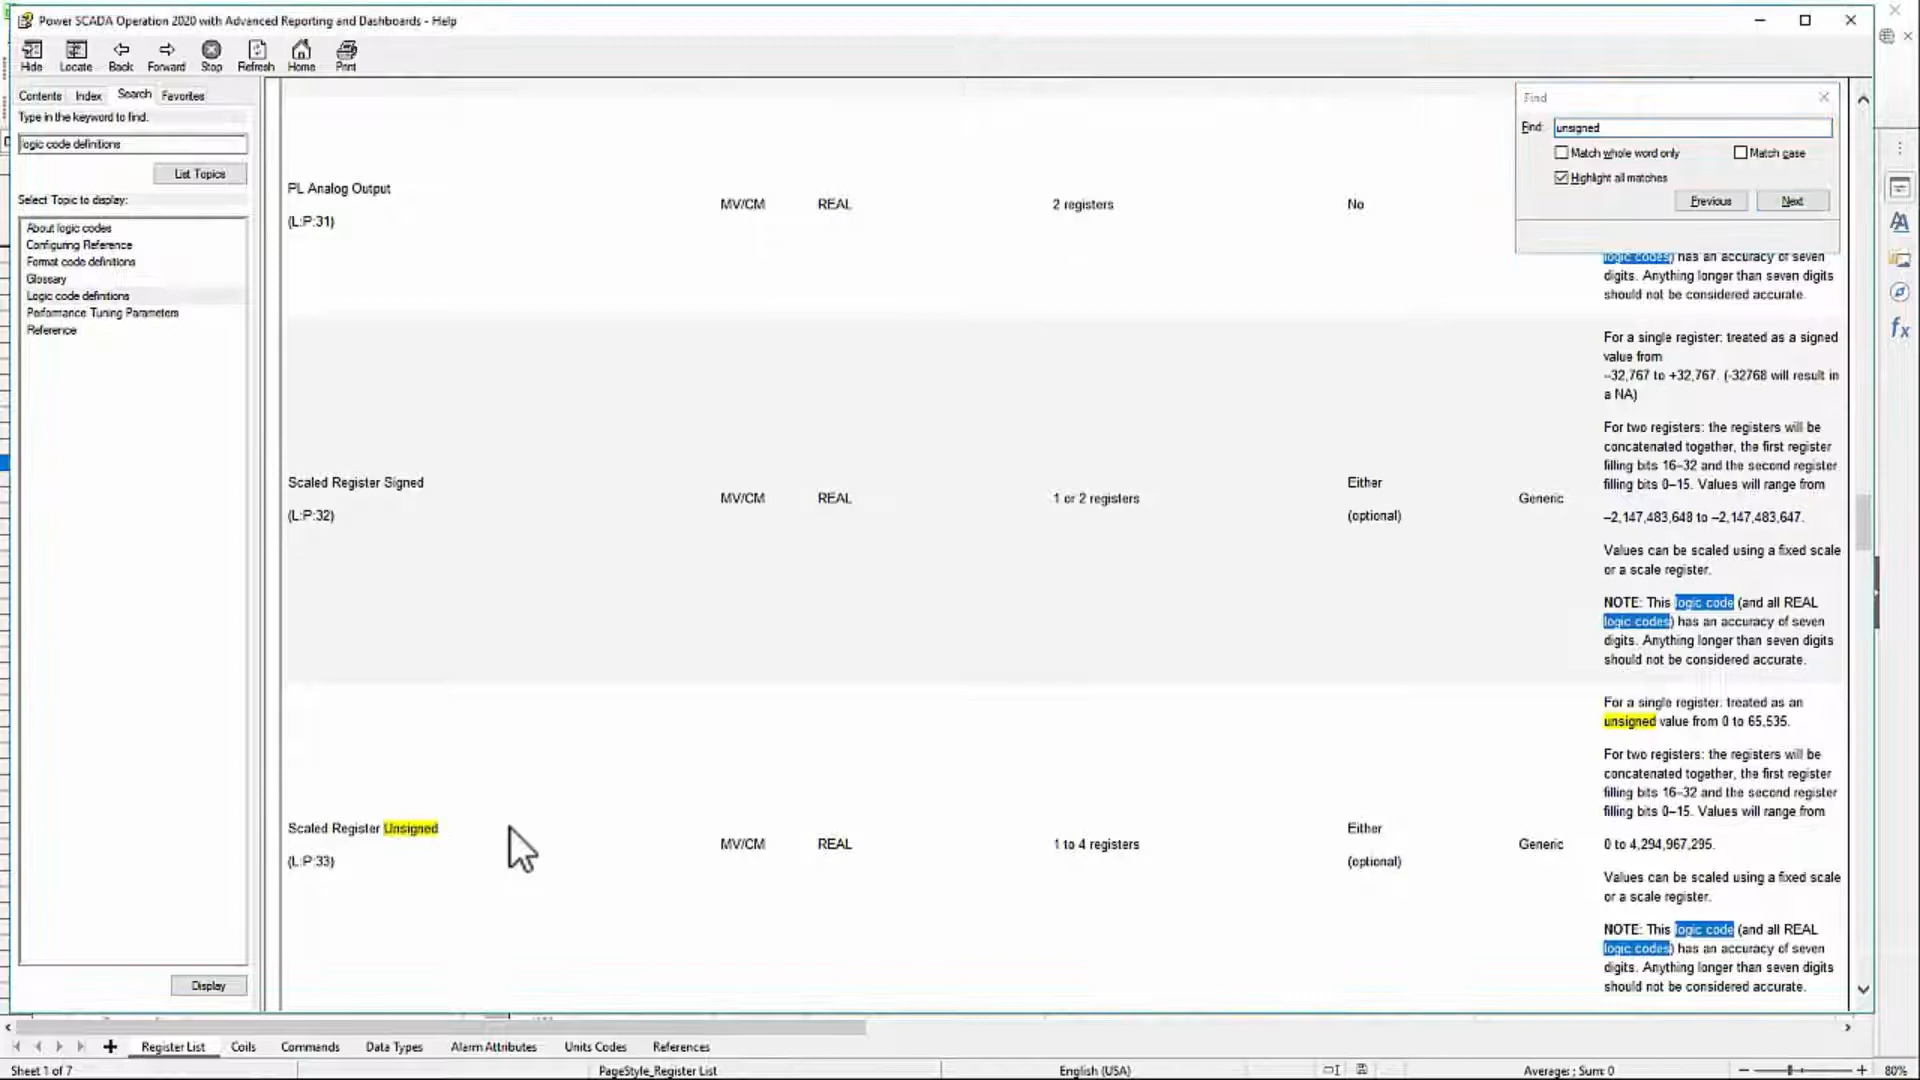 Power SCADA Operation 2020 with Advanced Reporting and Dashboards - Help
Hide Locate Back Forward Stop Refresh Home Print
Contents Index Search Favorites
Type in the keyword to find:
logic code definitions
List Topics
Select Topic to display:
About logic codes
Configuring Reference
Format code definitions
Glossary
Logic code definitions
Performance Tuning Parameters
Reference
Display
Find
Find: unsigned
Match whole word only Match case
Highlight all matches
Previous Next
PL Analog Output
(L:P:31)
MV/CM REAL 2 registers No
logic codes) has an accuracy of seven
digits. Anything longer than seven digits
should not be considered accurate.
Scaled Register Signed
(L:P:32)
MV/CM REAL 1 or 2 registers
Either
(optional)
Generic
For a single register: treated as a signed
value from
–32,767 to +32,767. (-32768 will result in
a NA)
For two registers: the registers will be
concatenated together, the first register
filling bits 16–32 and the second register
filling bits 0–15. Values will range from
–2,147,483,648 to –2,147,483,647.
Values can be scaled using a fixed scale
or a scale register.
NOTE: This logic code (and all REAL
logic codes) has an accuracy of seven
digits. Anything longer than seven digits
should not be considered accurate.
Scaled Register Unsigned
(L:P:33)
MV/CM REAL 1 to 4 registers
Either
(optional)
Generic
For a single register: treated as an
unsigned value from 0 to 65,535.
For two registers: the registers will be
concatenated together, the first register
filling bits 16–32 and the second register
filling bits 0–15. Values will range from
0 to 4,294,967,295.
Values can be scaled using a fixed scale
or a scale register.
NOTE: This logic code (and all REAL
logic codes) has an accuracy of seven
digits. Anything longer than seven digits
should not be considered accurate.
Register List Coils Commands Data Types Alarm Attributes Units Codes References
Sheet 1 of 7 PageStyle_Register List English (USA) Average: ; Sum: 0 80%